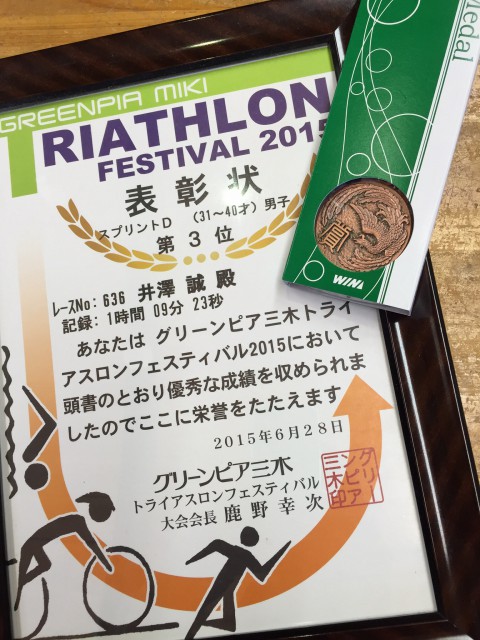 GREENPIA MIKI
TRIATHLON
FESTIVAL 2015
表彰状
スプリントD （31～40才）男子
第3位
ﾚｰｽNo：636 井澤 誠 殿
記録：1時間 09分 23秒
あなたは グリーンピア三木トライ
アスロンフェスティバル2015において
頭書のとおり優秀な成績を収められま
したのでここに栄誉をたたえます
2015年6月28日
グリーンピア三木
トライアスロンフェスティバル
大会会長 鹿野幸次
グリー
ンピア
三木印
Medal
賞
WIN